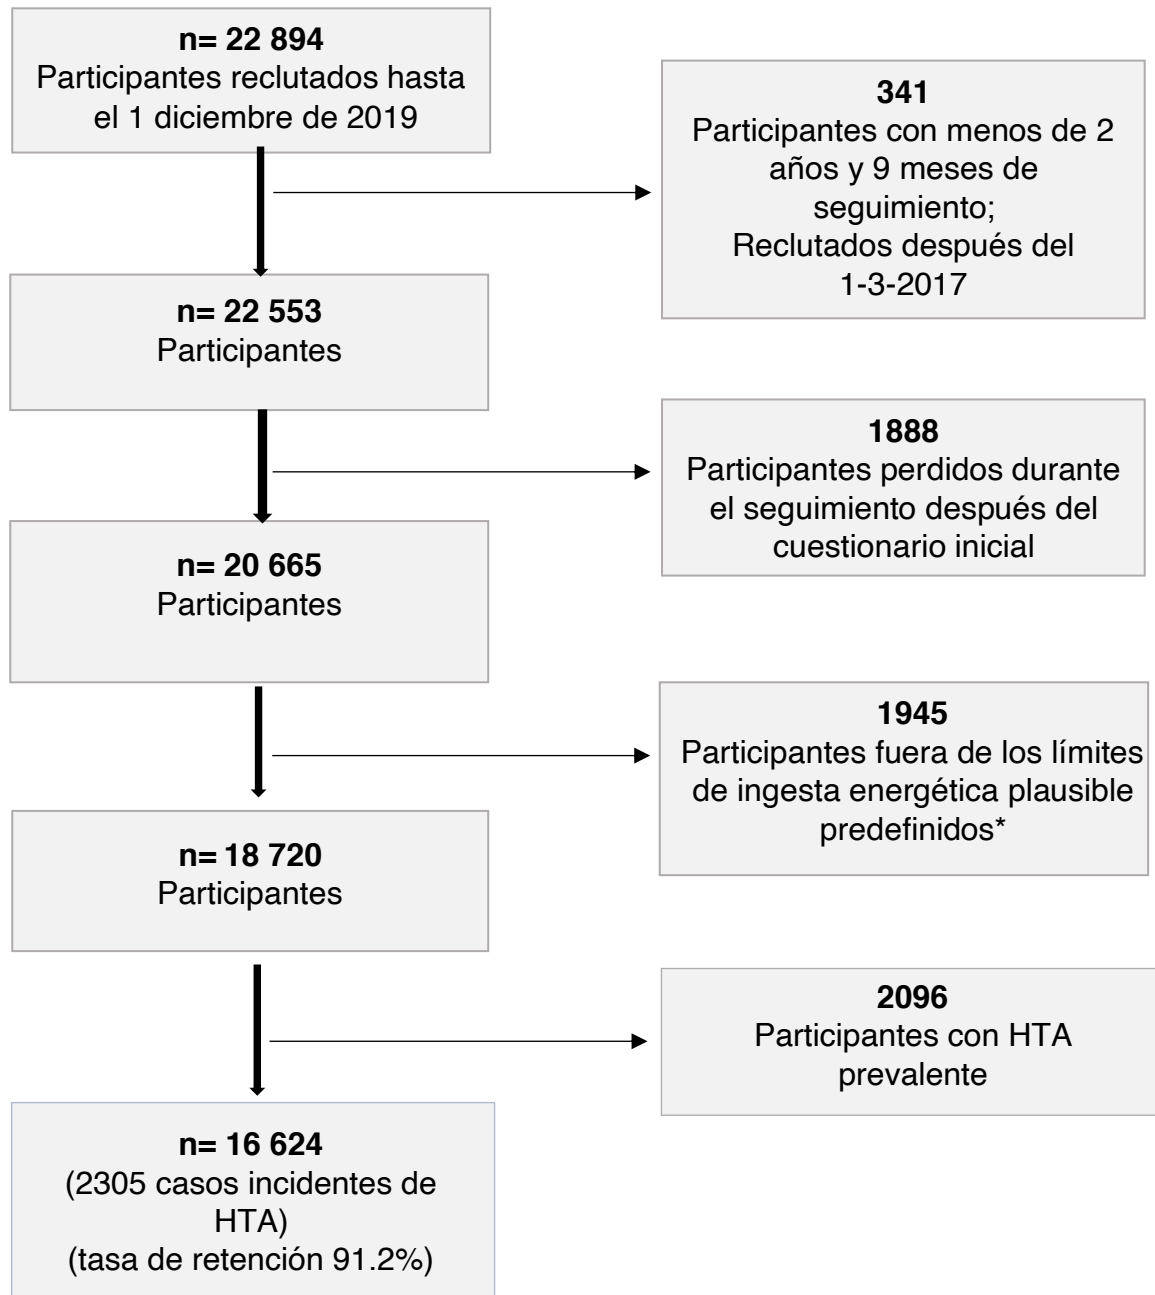 n= 22 894
Participantes reclutados hasta
el 1 diciembre de 2019
341
Participantes con menos de 2
años y 9 meses de
seguimiento;
Reclutados después del
1-3-2017
n= 22 553
Participantes
1888
Participantes perdidos durante
el seguimiento después del
cuestionario inicial
n= 20 665
Participantes
1945
Participantes fuera de los límites
de ingesta energética plausible
predefinidos*
n= 18 720
Participantes
2096
Participantes con HTA
prevalente
n= 16 624
(2305 casos incidentes de
HTA)
(tasa de retención 91.2%)